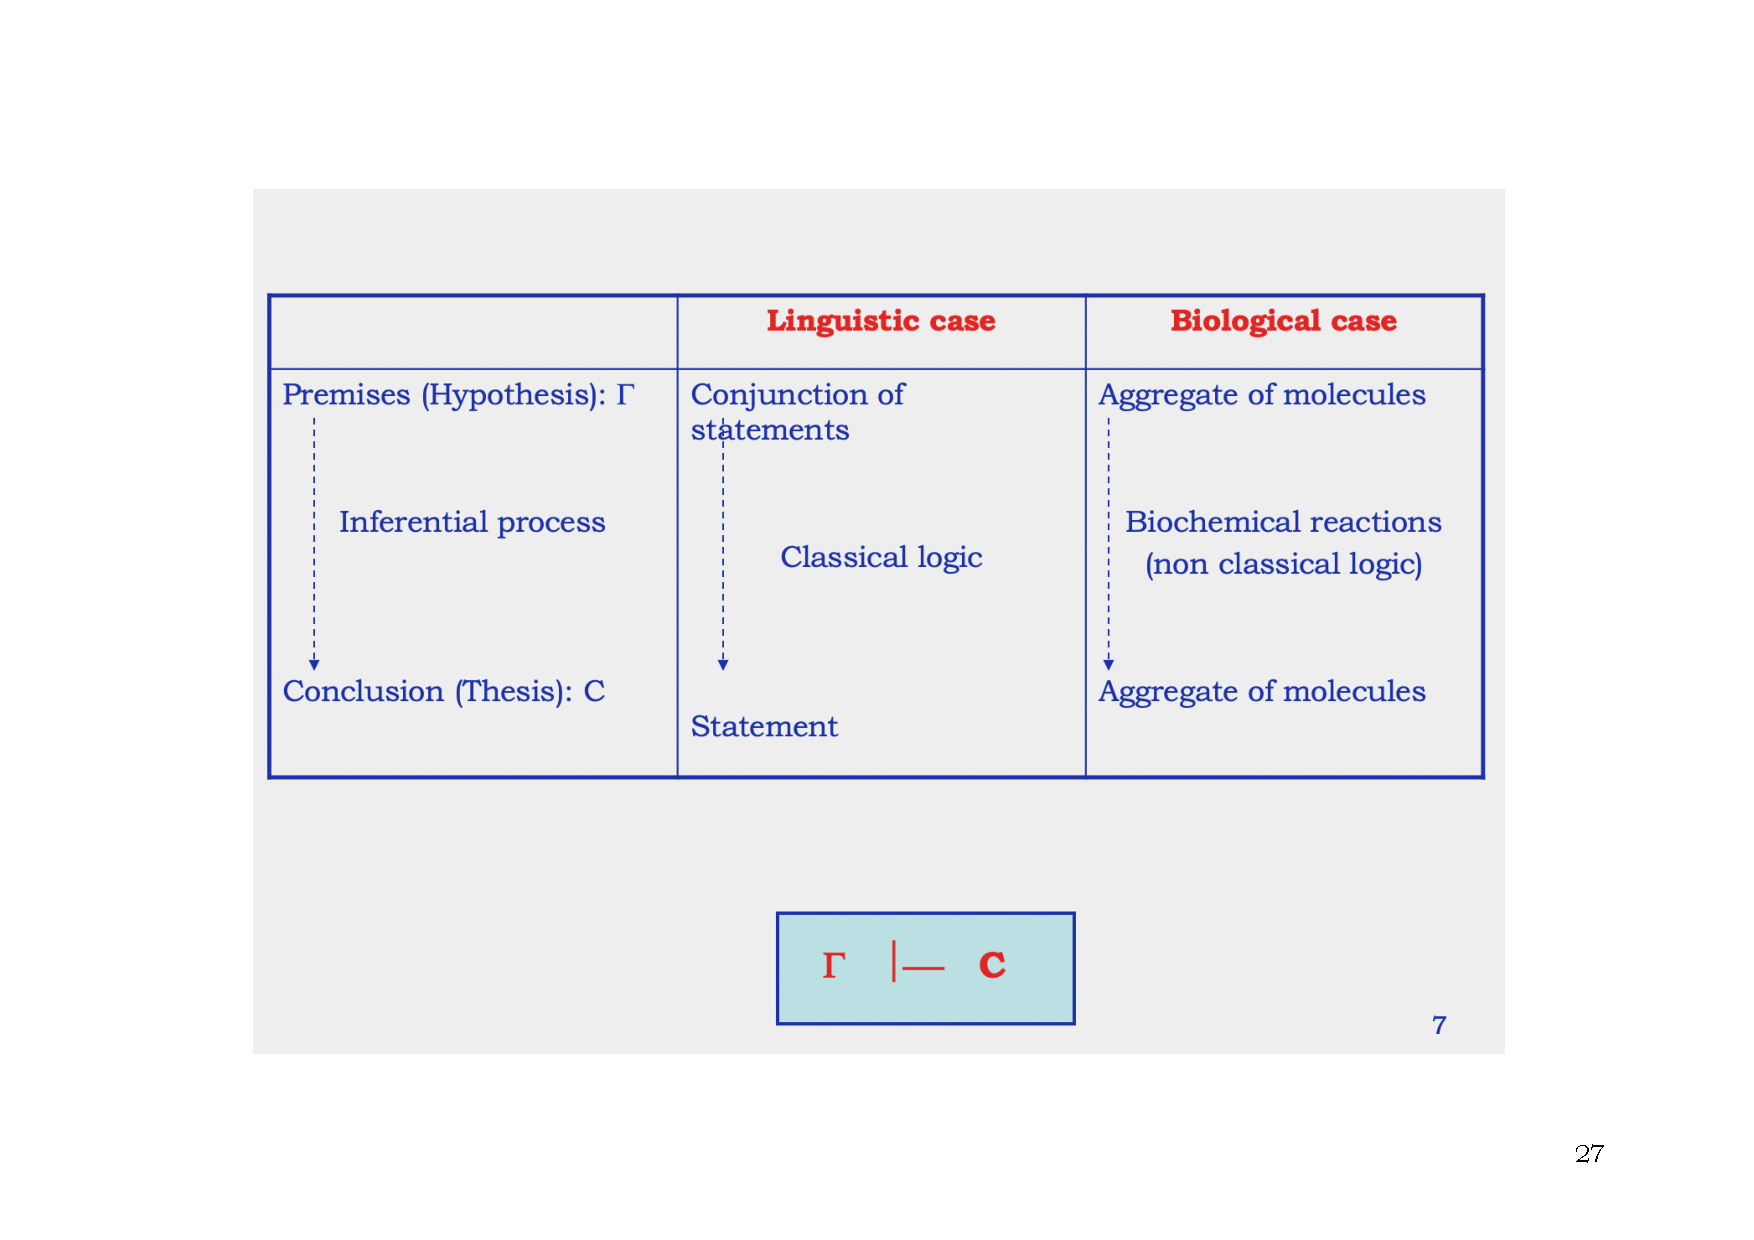 Linguistic case
Biological case
Premises (Hypothesis): Γ
Inferential process
Conclusion (Thesis): C
Conjunction of
statements
Classical logic
Statement
Aggregate of molecules
Biochemical reactions
(non classical logic)
Aggregate of molecules
Γ |— C
7
27